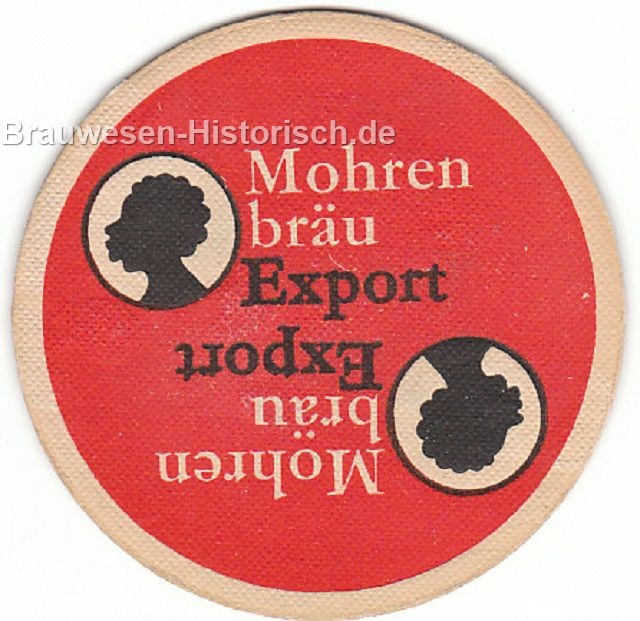 Brauwesen-Historisch.de
Mohren
bräu
Export
Mohren
bräu
Export